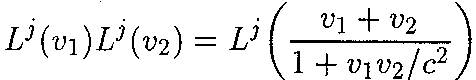 L^j(v_1)L^j(v_2) = L^j\left(\frac{v_1 + v_2}{1 + v_1 v_2/c^2}\right)